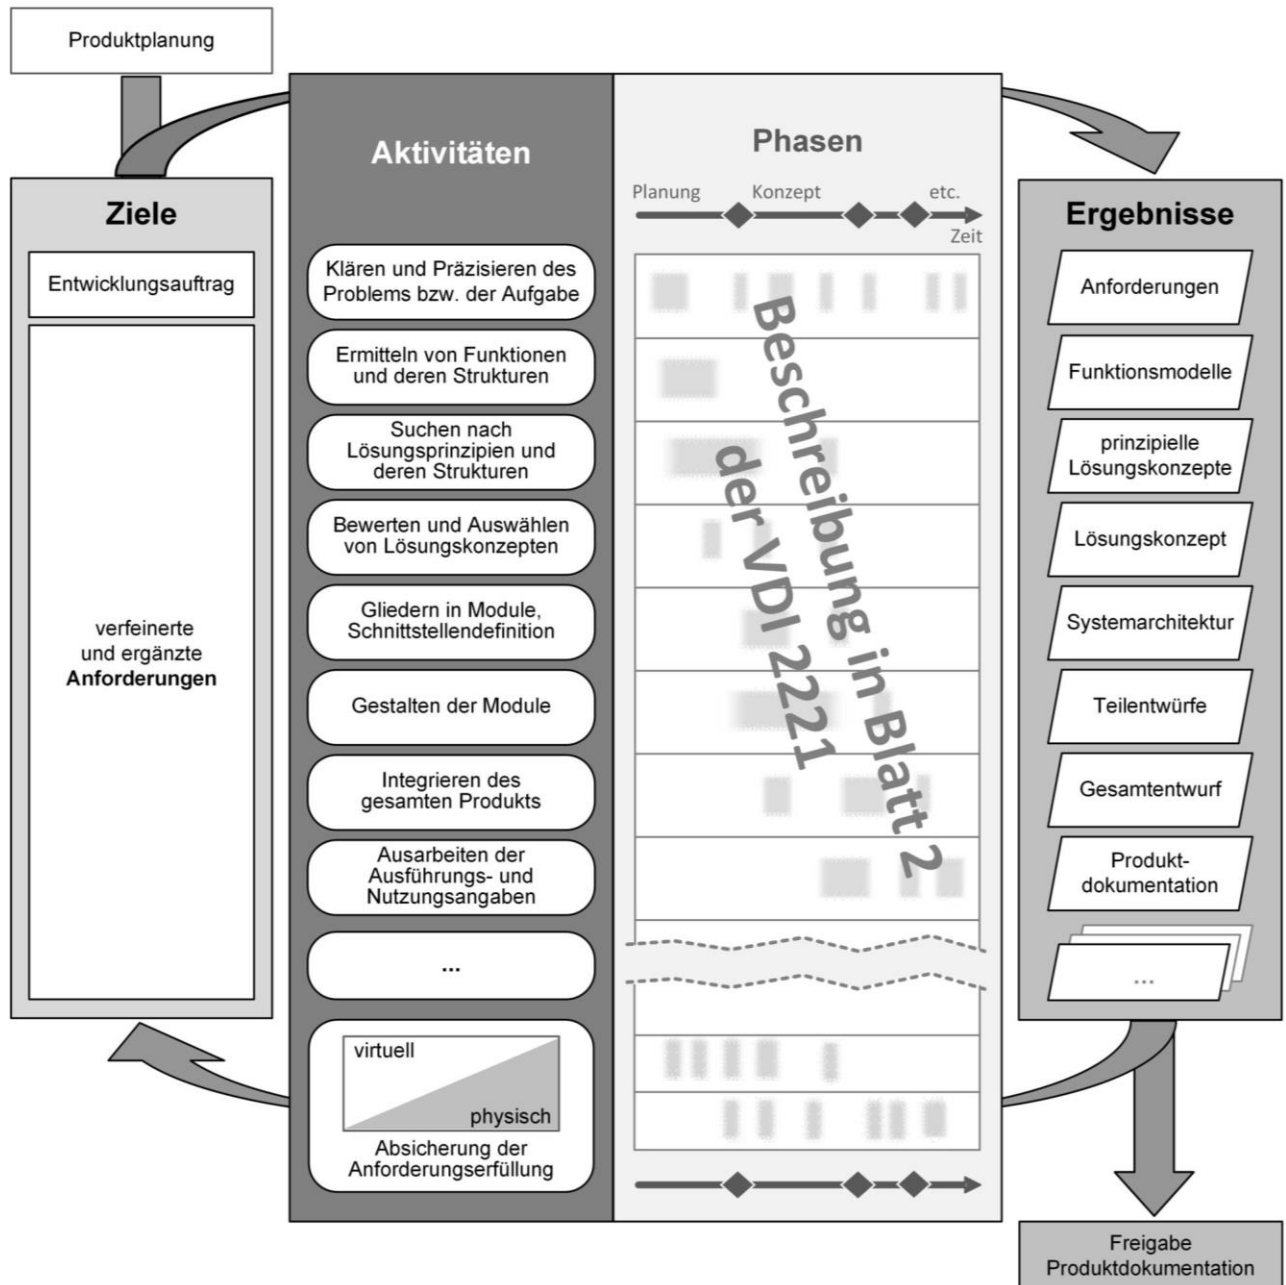 Produktplanung
Ziele
Entwicklungsauftrag
verfeinerte
und ergänzte
Anforderungen
Aktivitäten
Klären und Präzisieren des
Problems bzw. der Aufgabe
Ermitteln von Funktionen
und deren Strukturen
Suchen nach
Lösungsprinzipien und
deren Strukturen
Bewerten und Auswählen
von Lösungskonzepten
Gliedern in Module,
Schnittstellendefinition
Gestalten der Module
Integrieren des
gesamten Produkts
Ausarbeiten der
Ausführungs- und
Nutzungsangaben
...
virtuell
physisch
Absicherung der
Anforderungserfüllung
Phasen
Planung
Konzept
etc.
Zeit
Beschreibung in Blatt 2
der VDI 2221
Ergebnisse
Anforderungen
Funktionsmodelle
prinzipielle
Lösungskonzepte
Lösungskonzept
Systemarchitektur
Teilentwürfe
Gesamtentwurf
Produkt-
dokumentation
...
Freigabe
Produktdokumentation